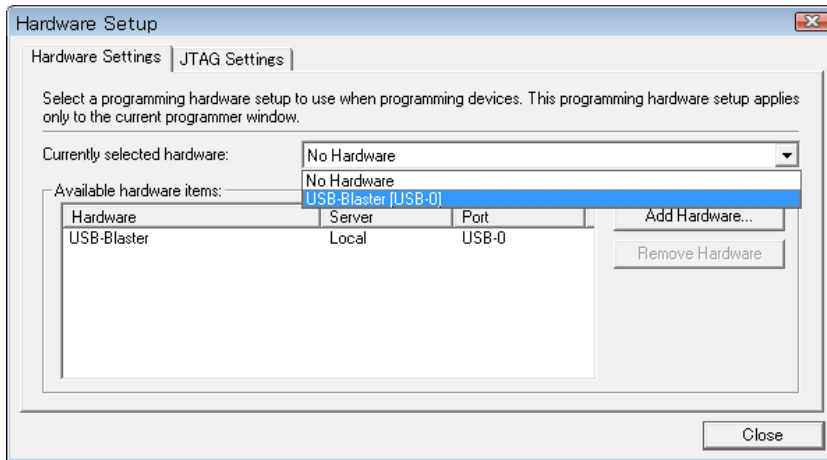 Hardware Setup
Hardware Settings
JTAG Settings
Select a programming hardware setup to use when programming devices. This programming hardware setup applies
only to the current programmer window.
Currently selected hardware:
No Hardware
No Hardware
USB-Blaster [USB-0]
Available hardware items:
Hardware Server Port
USB-Blaster Local USB-0
Add Hardware...
Remove Hardware
Close